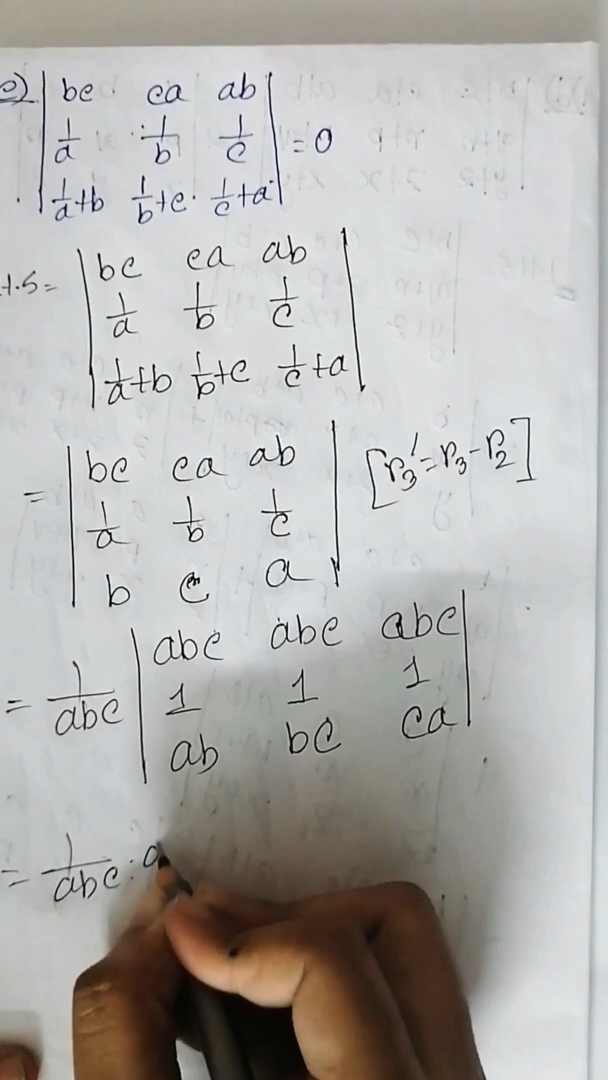 e) | bc ca ab |
| 1/a 1/b 1/c | = 0
| 1/a+b 1/b+c 1/c+a |
H.S = | bc ca ab |
| 1/a 1/b 1/c |
| 1/a+b 1/b+c 1/c+a |
= | bc ca ab | [r₃′=r₃-r₂]
| 1/a 1/b 1/c |
| b c a |
= 1/abc | abc abc abc |
| 1 1 1 |
| ab bc ca |
= 1/abc · a